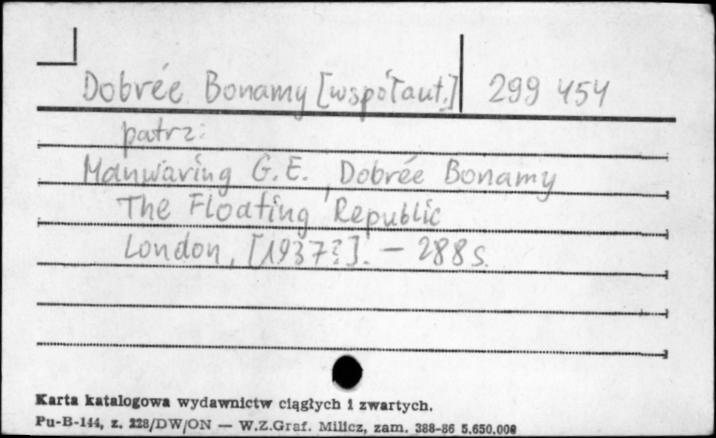 Dobrée Bonamy [współaut.] 299 454
patrz:
Manwaring G.E., Dobrée Bonamy
The Floating Republic
London, [1937?]. - 288 s.
Karta katalogowa wydawnictw ciągłych i zwartych.
Pu-B-144, z. 228/DW/ON — W.Z.Graf. Milicz, zam. 388-86 5.650.000